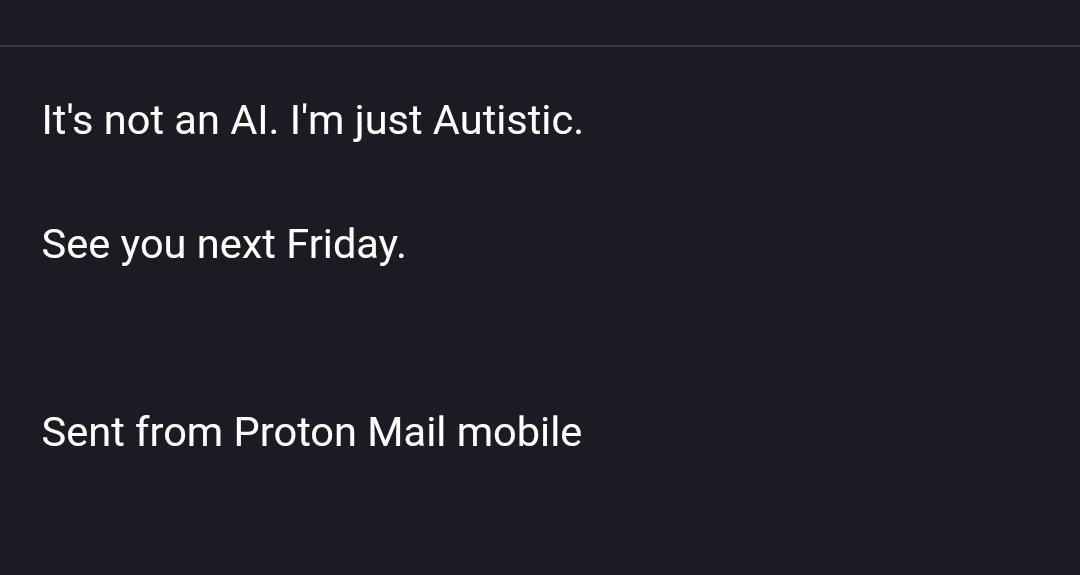 It's not an AI. I'm just Autistic.
See you next Friday.
Sent from Proton Mail mobile